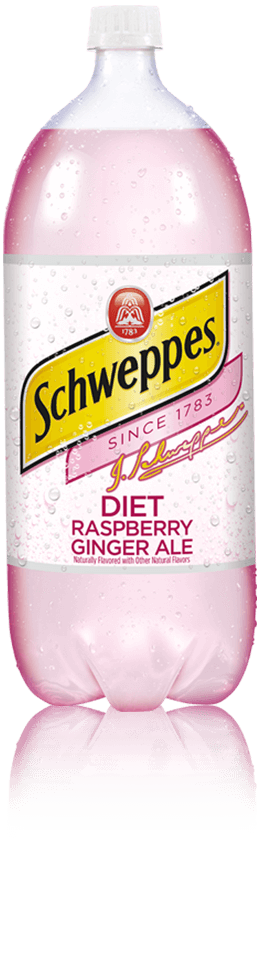 1783
Schweppes
SINCE 1783
J. Schweppe
DIET
RASPBERRY
GINGER ALE
Naturally Flavored with Other Natural Flavors